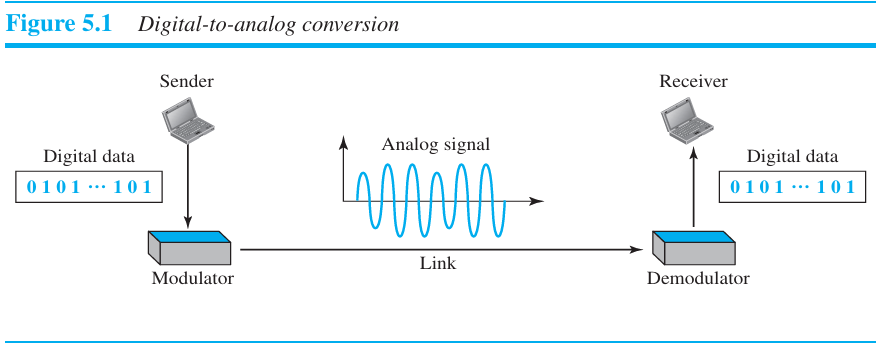 Figure 5.1 Digital-to-analog conversion
Sender
Receiver
Digital data
0 1 0 1 ··· 1 0 1
Analog signal
Digital data
0 1 0 1 ··· 1 0 1
Modulator
Link
Demodulator